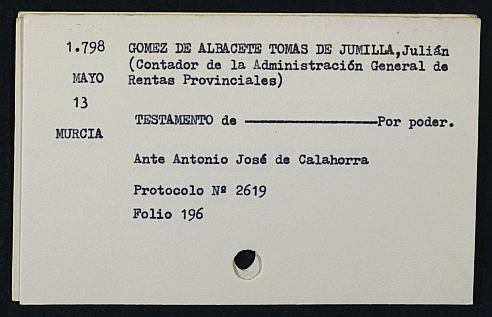 1.798 GOMEZ DE ALBACETE TOMAS DE JUMILLA,Julián
(Contador de la Administración General de
MAYO Rentas Provinciales)
13
TESTAMENTO de ——————————Por poder.
MURCIA
Ante Antonio José de Calahorra
Protocolo Nº 2619
Folio 196